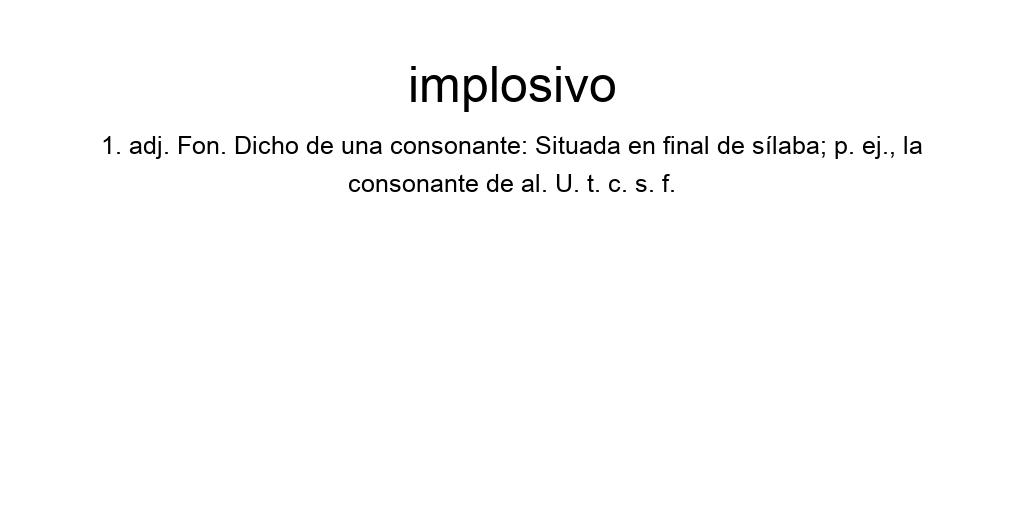 implosivo
1. adj. Fon. Dicho de una consonante: Situada en final de sílaba; p. ej., la
consonante de al. U. t. c. s. f.